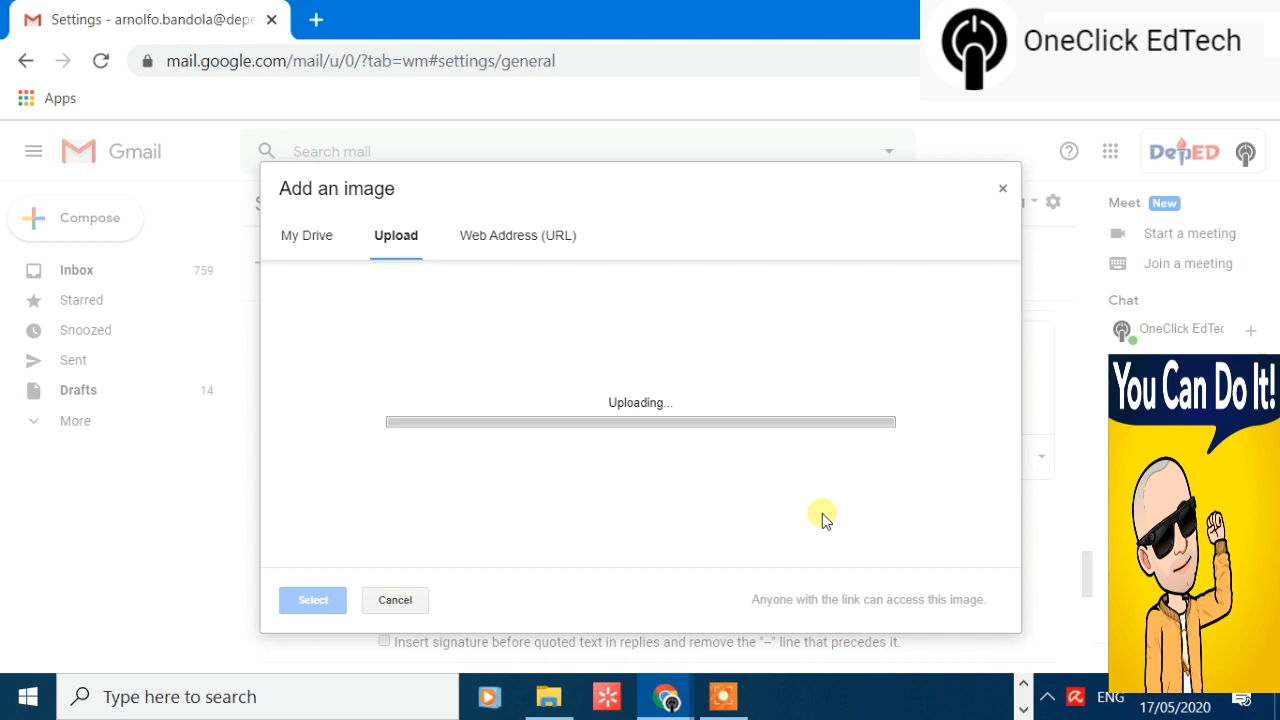 Settings - arnolfo.bandola@depe
OneClick EdTech
mail.google.com/mail/u/0/?tab=wm#settings/general
Apps
Gmail
Search mail
DepED
Add an image
My Drive
Upload
Web Address (URL)
Compose
Inbox 759
Starred
Snoozed
Sent
Drafts 14
More
Uploading...
Select
Cancel
Anyone with the link can access this image.
Insert signature before quoted text in replies and remove the "--" line that precedes it.
Meet New
Start a meeting
Join a meeting
Chat
OneClick EdTec
You Can Do It!
Type here to search
ENG
17/05/2020